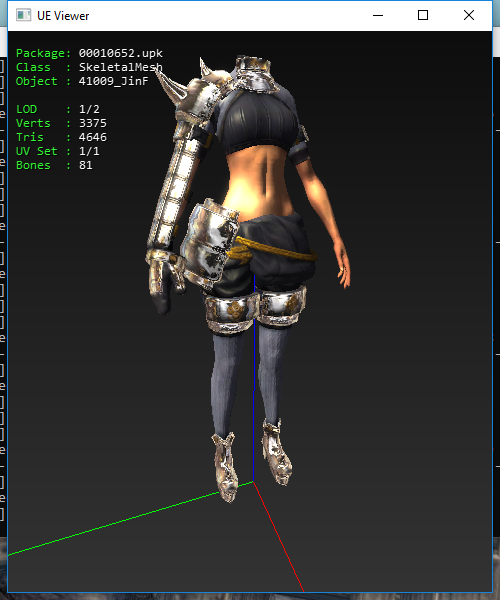 UE Viewer
Package: 00010652.upk
Class : SkeletalMesh
Object : 41009_JinF
LOD : 1/2
Verts : 3375
Tris : 4646
UV Set : 1/1
Bones : 81